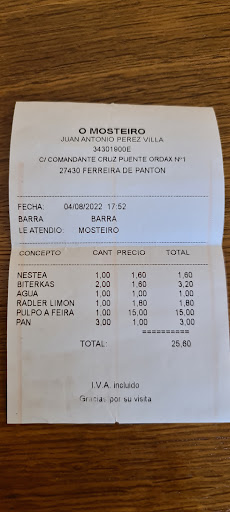 O MOSTEIRO
JUAN ANTONIO PEREZ VILLA
34301900E
C/ COMANDANTE CRUZ PUENTE ORDAX Nº1
27430 FERREIRA DE PANTON
FECHA: 04/08/2022 17:52
BARRA BARRA
LE ATENDIO: MOSTEIRO
CONCEPTO CANT PRECIO TOTAL
NESTEA 1,00 1,60 1,60
BITERKAS 2,00 1,60 3,20
AGUA 1,00 1,00 1,00
RADLER LIMON 1,00 1,80 1,80
PULPO A FEIRA 1,00 15,00 15,00
PAN 3,00 1,00 3,00
==========
TOTAL: 25,60
I.V.A. incluido
Gracias por su visita